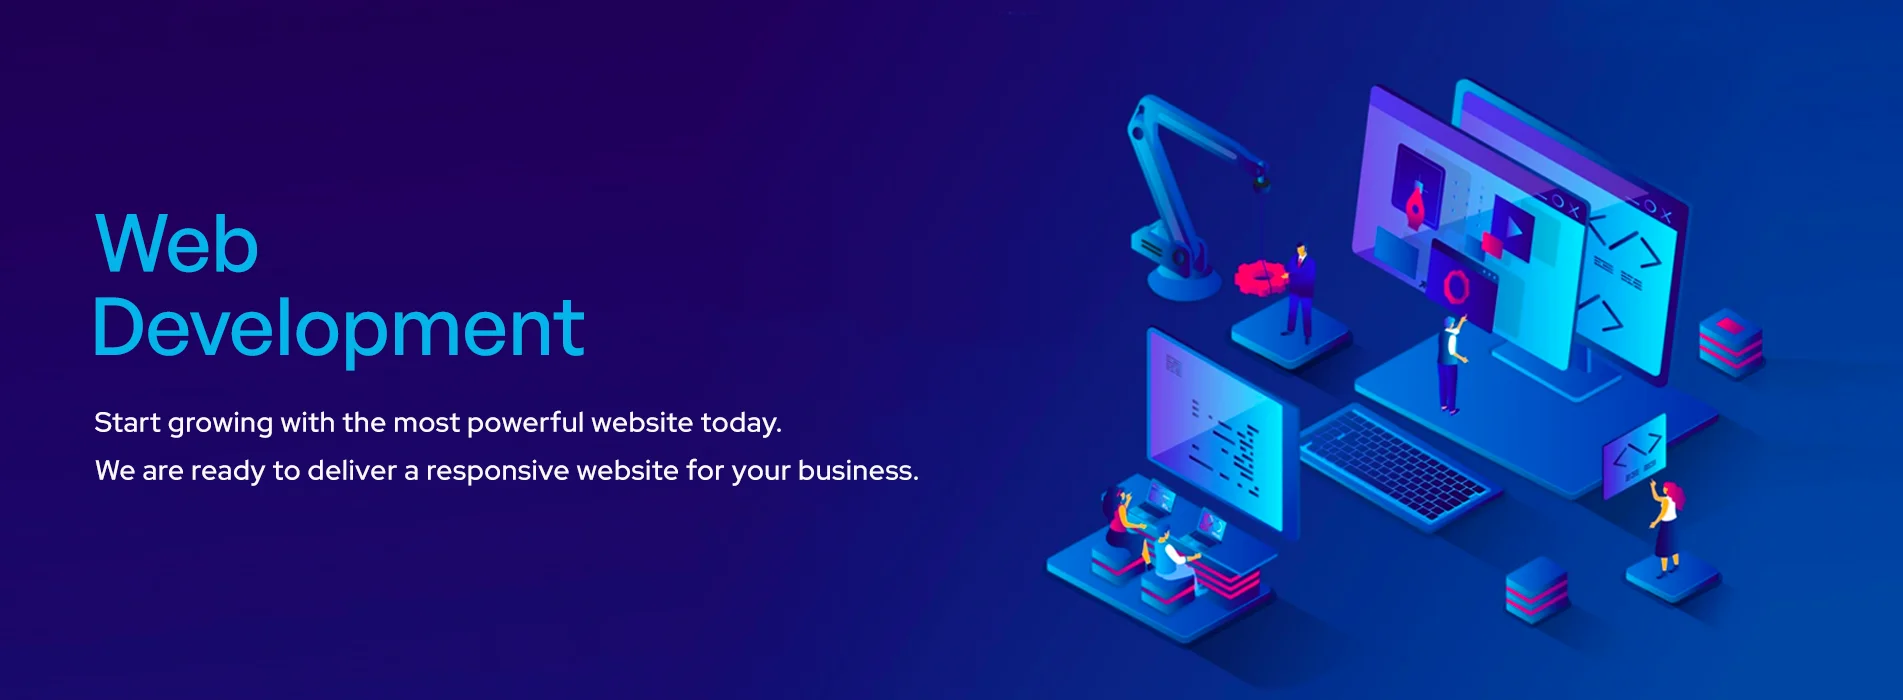 Web
Development
Start growing with the most powerful website today.
We are ready to deliver a responsive website for your business.